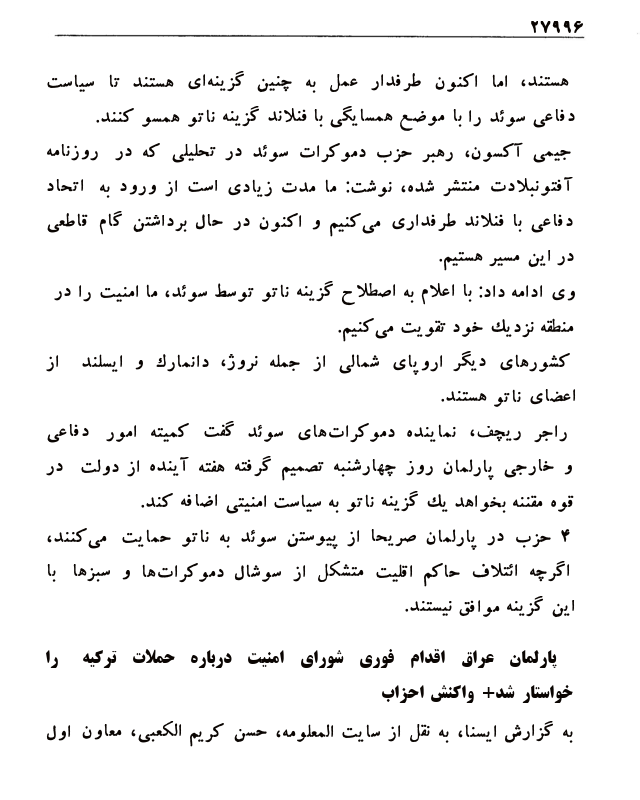 ۲۷۹۹۶
هستند، اما اکنون طرفدار عمل به چنین گزینه‌ای هستند تا سیاست
دفاعی سوئد را با موضع همسایگی با فنلاند گزینه ناتو همسو کنند.
جیمی آکسون، رهبر حزب دموکرات سوئد در تحلیلی که در روزنامه
آفتونبلادت منتشر شده، نوشت: ما مدت زیادی است از ورود به اتحاد
دفاعی با فنلاند طرفداری می‌کنیم و اکنون در حال برداشتن گام قاطعی
در این مسیر هستیم.
وی ادامه داد: با اعلام به اصطلاح گزینه ناتو توسط سوئد، ما امنیت را در
منطقه نزدیك خود تقویت می‌کنیم.
کشورهای دیگر اروپای شمالی از جمله نروژ، دانمارك و ایسلند از
اعضای ناتو هستند.
راجر ریچف، نماینده دموکرات‌های سوئد گفت کمیته امور دفاعی
و خارجی پارلمان روز چهارشنبه تصمیم گرفته هفته آینده از دولت در
قوه مقننه بخواهد یك گزینه ناتو به سیاست امنیتی اضافه کند.
۴ حزب در پارلمان صریحا از پیوستن سوئد به ناتو حمایت می‌کنند،
اگرچه ائتلاف حاکم اقلیت متشکل از سوشال دموکرات‌ها و سبزها با
این گزینه موافق نیستند.
پارلمان عراق اقدام فوری شورای امنیت درباره حملات ترکیه را
خواستار شد+ واکنش احزاب
به گزارش ایسنا، به نقل از سایت المعلومه، حسن کریم الکعبی، معاون اول